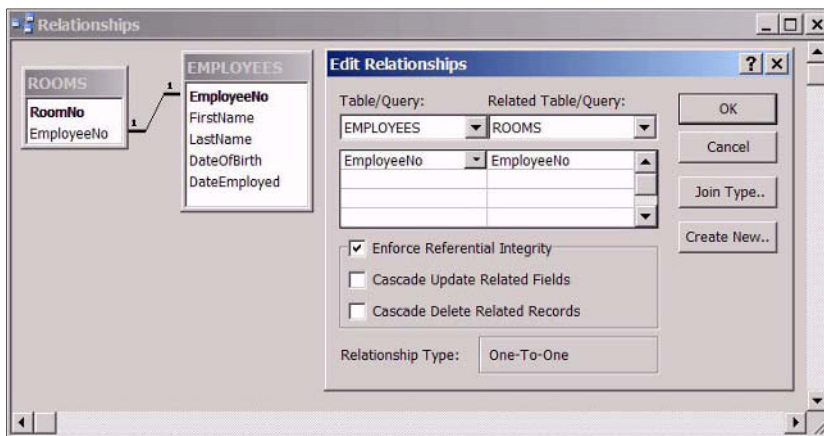 Relationships
ROOMS
RoomNo
EmployeeNo
1
1
EMPLOYEES
EmployeeNo
FirstName
LastName
DateOfBirth
DateEmployed
Edit Relationships
Table/Query: Related Table/Query:
EMPLOYEES ROOMS
EmployeeNo EmployeeNo
Enforce Referential Integrity
Cascade Update Related Fields
Cascade Delete Related Records
Relationship Type: One-To-One
OK
Cancel
Join Type..
Create New..